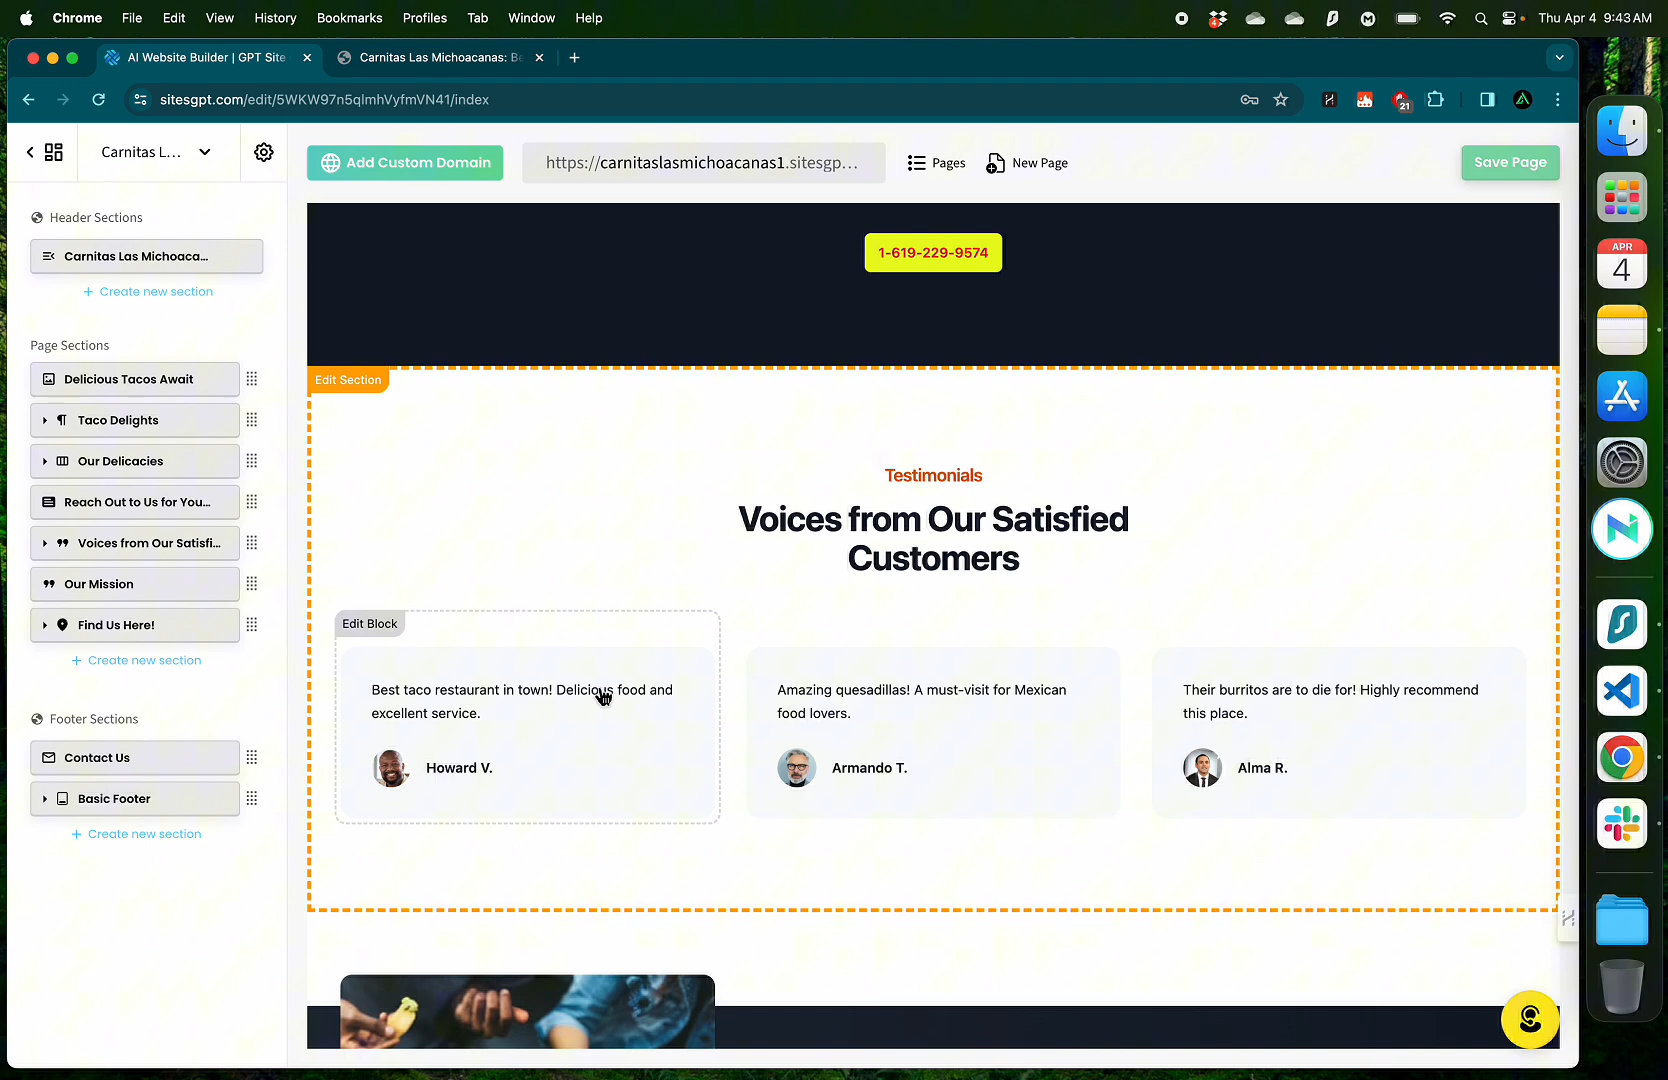 Chrome File Edit View History Bookmarks Profiles Tab Window Help
4
Thu Apr 4 9:43 AM
AI Website Builder | GPT Site
Carnitas Las Michoacanas: Be
sitesgpt.com/edit/5WKW97n5qlmhVyfmVN41/index
21
Carnitas L...
Add Custom Domain
https://carnitaslasmichoacanas1.sitesgp...
Pages
New Page
Save Page
Header Sections
Carnitas Las Michoaca...
+ Create new section
Page Sections
Delicious Tacos Await
Taco Delights
Our Delicacies
Reach Out to Us for You...
Voices from Our Satisfi...
Our Mission
Find Us Here!
+ Create new section
Footer Sections
Contact Us
Basic Footer
+ Create new section
1-619-229-9574
Edit Section
Testimonials
Voices from Our Satisfied
Customers
Edit Block
Best taco restaurant in town! Delicious food and
excellent service.
Howard V.
Amazing quesadillas! A must-visit for Mexican
food lovers.
Armando T.
Their burritos are to die for! Highly recommend
this place.
Alma R.
APR
4